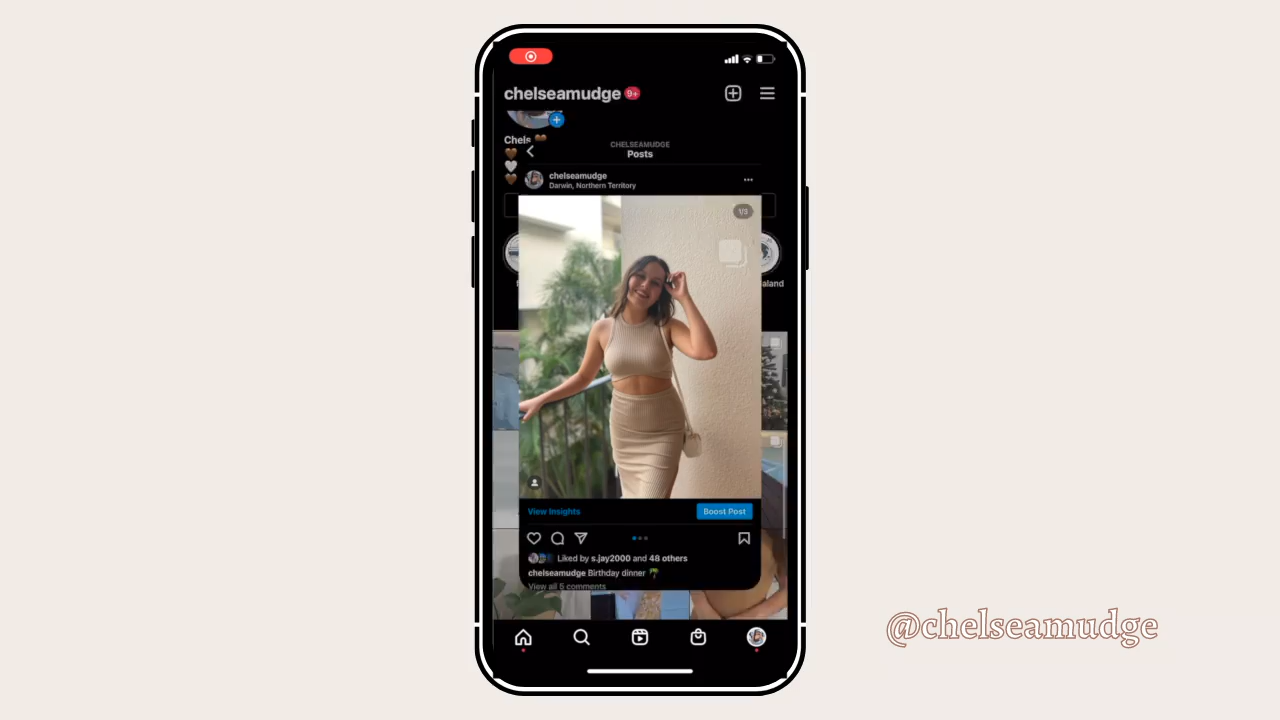 chelseamudge 9+
Chels
CHELSEAMUDGE
Posts
chelseamudge
Darwin, Northern Territory
1/3
aland
View Insights
Boost Post
Liked by s.jay2000 and 48 others
chelseamudge Birthday dinner
View all 5 comments
@chelseamudge